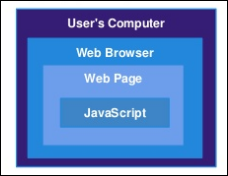 User's Computer
Web Browser
Web Page
JavaScript